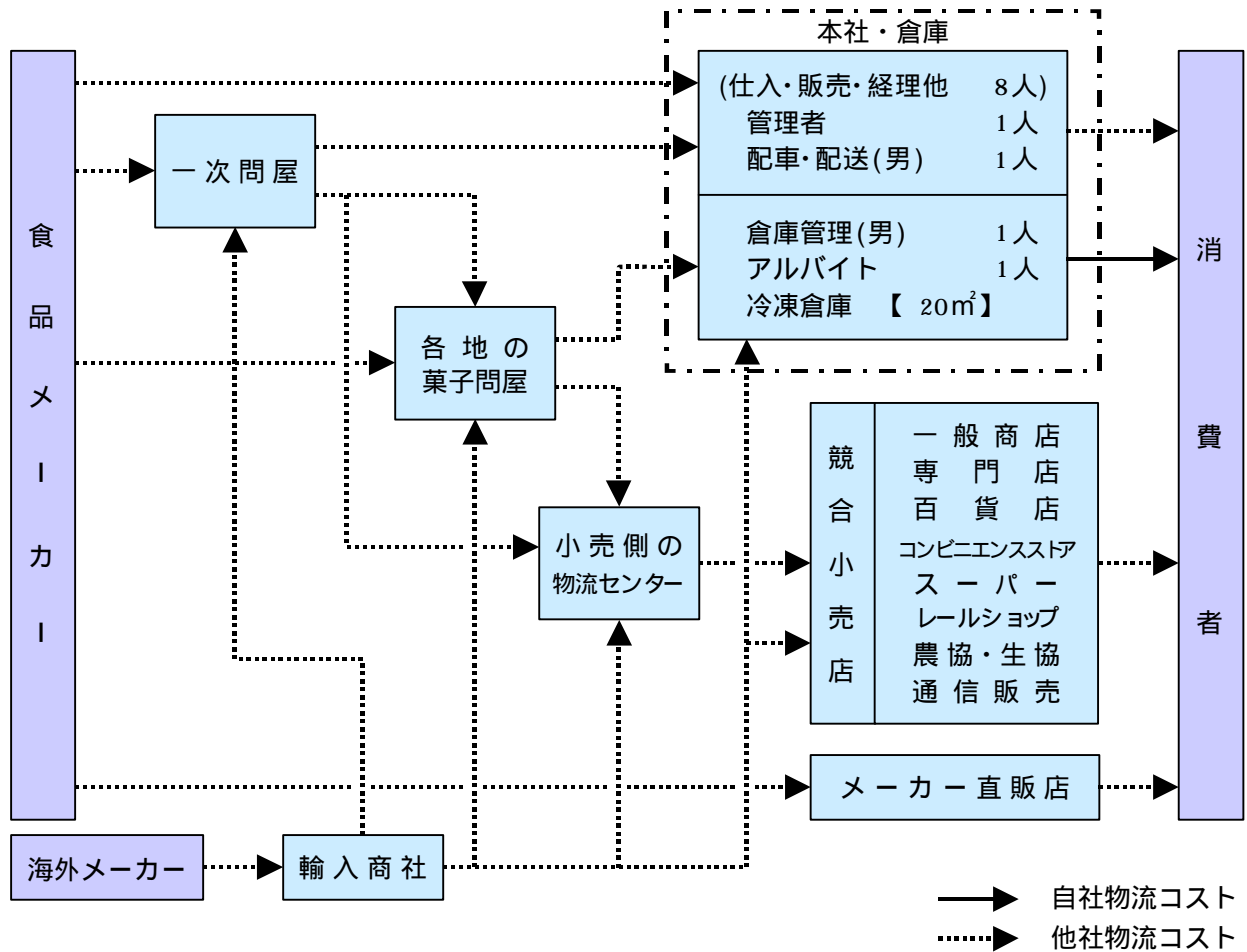 本社・倉庫
(仕入・販売・経理他 8人)
管理者 1人
配車・配送(男) 1人
倉庫管理(男) 1人
アルバイト 1人
冷凍倉庫 【 20㎡】
食品メーカー
一次問屋
各地の
菓子問屋
小売側の
物流センター
競合小売店
一般商店
専門店
百貨店
コンビニエンスストア
スーパー
レールショップ
農協・生協
通信販売
メーカー直販店
消費者
海外メーカー
輸入商社
自社物流コスト
他社物流コスト